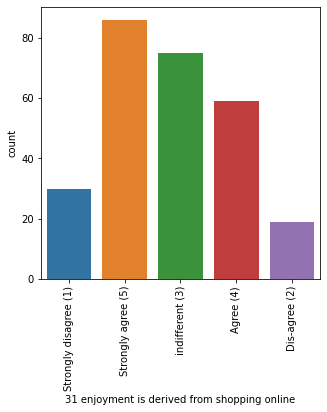 80
60
40
20
0
count
Strongly disagree (1)
Strongly agree (5)
indifferent (3)
Agree (4)
Dis-agree (2)
31 enjoyment is derived from shopping online